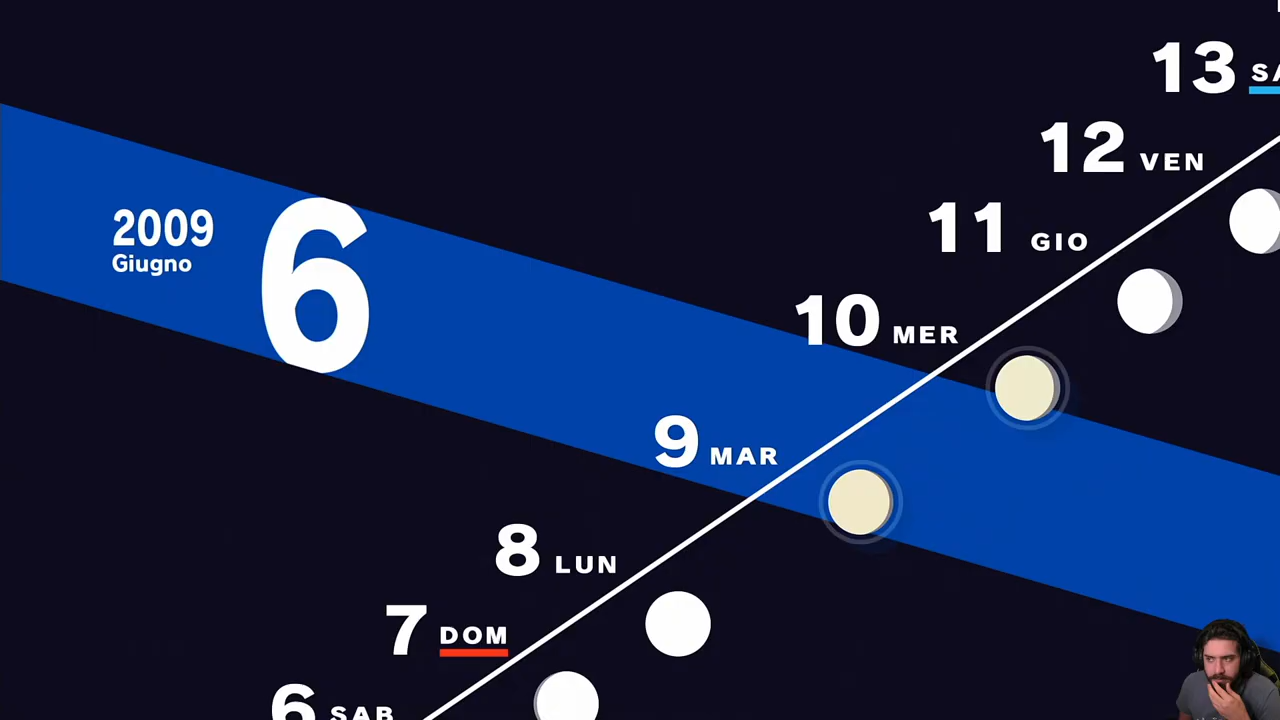 13
12 VEN
11 GIO
10 MER
2009
Giugno
6
9 MAR
8 LUN
7 DOM
6 SAB